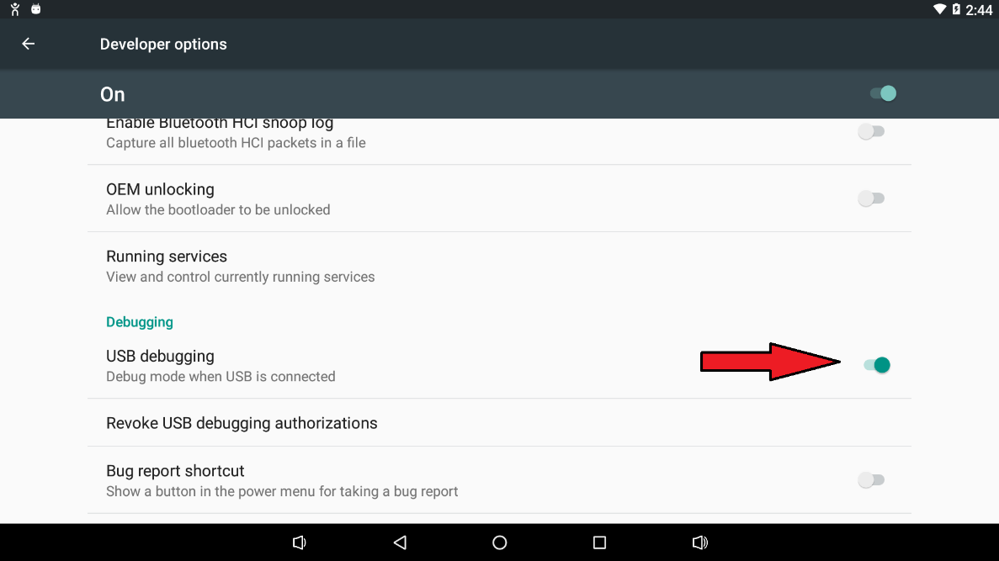 2:44
Developer options
On
Enable Bluetooth HCI snoop log
Capture all bluetooth HCI packets in a file
OEM unlocking
Allow the bootloader to be unlocked
Running services
View and control currently running services
Debugging
USB debugging
Debug mode when USB is connected
Revoke USB debugging authorizations
Bug report shortcut
Show a button in the power menu for taking a bug report